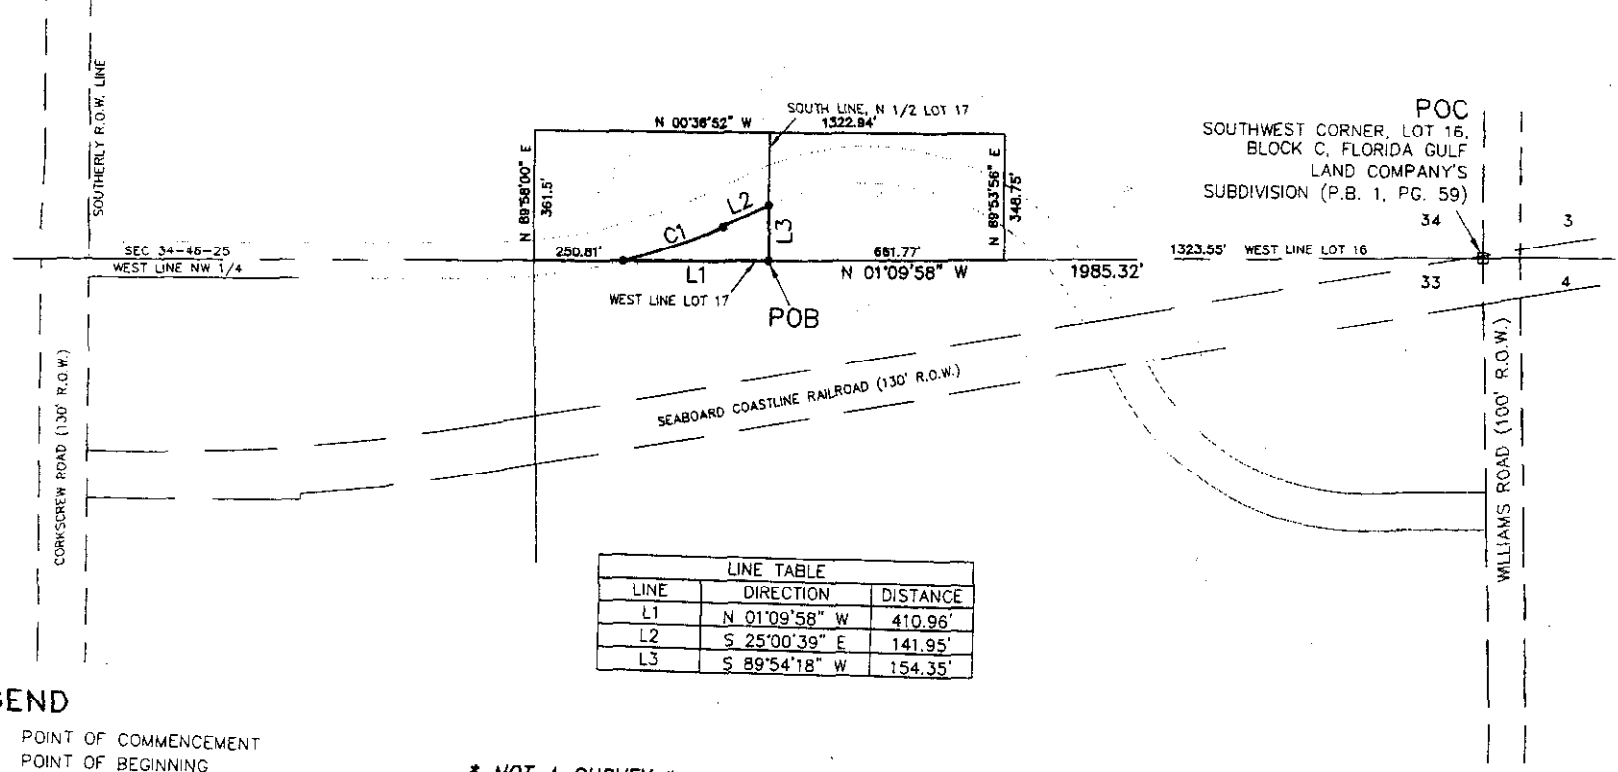 SOUTHERLY R.O.W. LINE
SOUTH LINE, N 1/2 LOT 17
N 00°36'52" W 1322.94'
POC
SOUTHWEST CORNER, LOT 16,
BLOCK C, FLORIDA GULF
LAND COMPANY'S
SUBDIVISION (P.B. 1, PG. 59)
N 89°58'00" E
361.5'
N 89°53'56" E
348.75'
L2
C1
L3
34
3
SEC 34-46-25
WEST LINE NW 1/4
250.81'
661.77'
1323.55' WEST LINE LOT 16
L1
N 01°09'58" W
1985.32'
WEST LINE LOT 17
33
4
POB
CORKSCREW ROAD (130' R.O.W.)
SEABOARD COASTLINE RAILROAD (130' R.O.W.)
WILLIAMS ROAD (100' R.O.W.)
LINE TABLE
LINE DIRECTION DISTANCE
L1 N 01°09'58" W 410.96'
L2 S 25°00'39" E 141.95'
L3 S 89°54'18" W 154.35'
GEND
POINT OF COMMENCEMENT
POINT OF BEGINNING
* NOT A SURVEY *